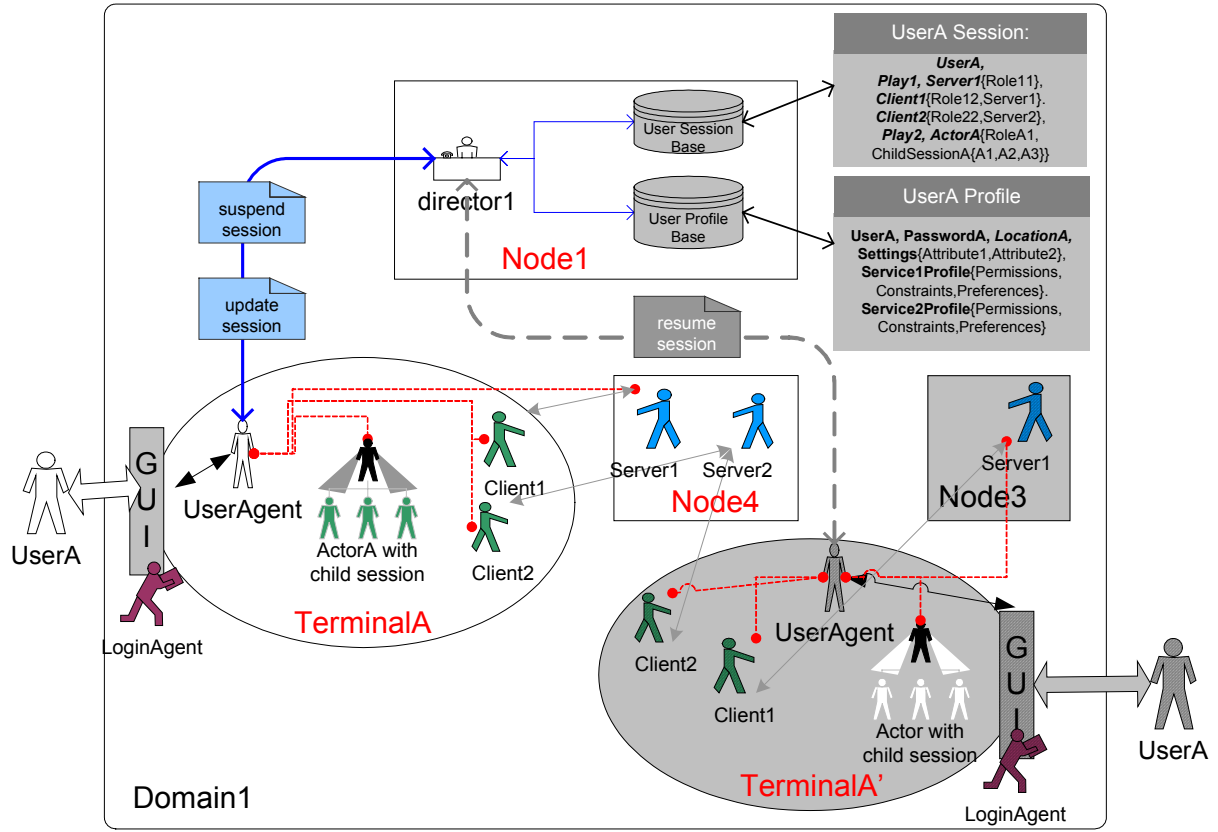 UserA Session:
UserA,
Play1, Server1{Role11},
Client1{Role12,Server1}.
Client2{Role22,Server2},
Play2, ActorA{RoleA1,
ChildSessionA{A1,A2,A3}}
User Session
Base
director1
suspend
session
User Profile
Base
UserA Profile
UserA, PasswordA, LocationA,
Settings{Attribute1,Attribute2},
Service1Profile{Permissions,
Constraints,Preferences}.
Service2Profile{Permissions,
Constraints,Preferences}
Node1
update
session
resume
session
GUI
UserA
UserAgent
ActorA with
child session
Client1
Client2
TerminalA
LoginAgent
Server1
Server2
Node4
Server1
Node3
UserAgent
Client2
Client1
Actor with
child session
GUI
UserA
TerminalA’
LoginAgent
Domain1